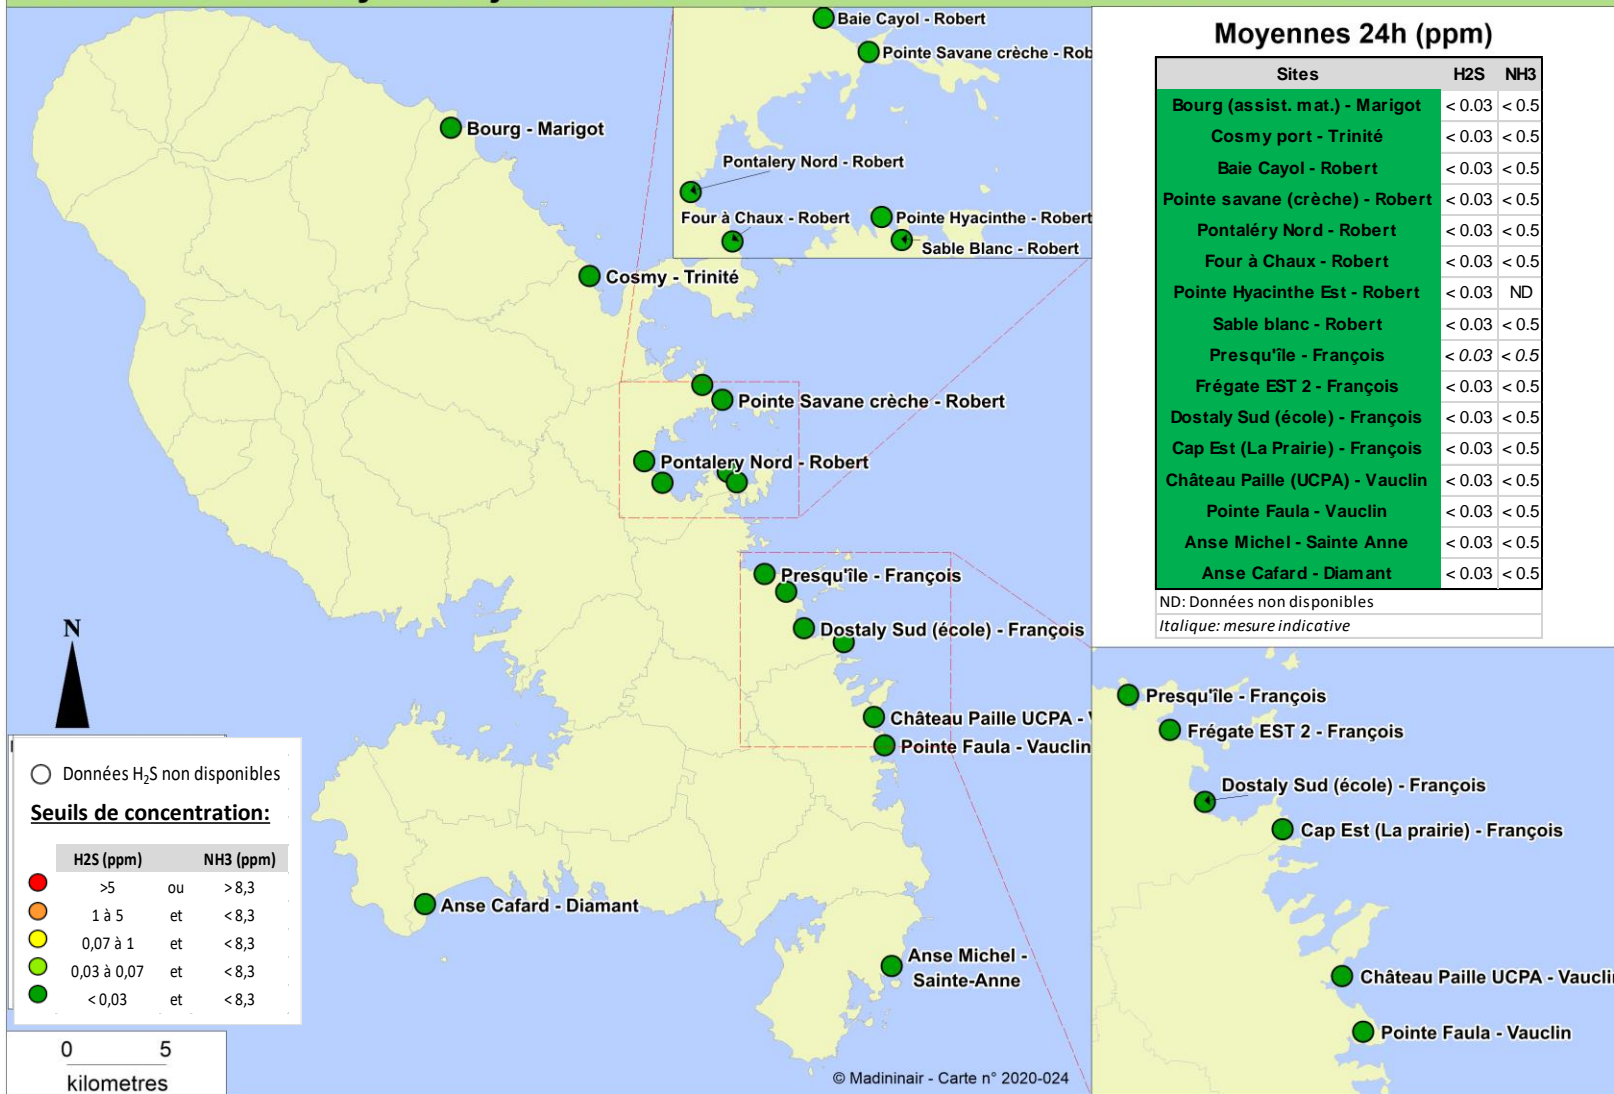 Baie Cayol - Robert
Pointe Savane crèche - Rob
Pontalery Nord - Robert
Four à Chaux - Robert
Pointe Hyacinthe - Robert
Sable Blanc - Robert
Bourg - Marigot
Cosmy - Trinité
Pointe Savane crèche - Robert
Pontalery Nord - Robert
Presqu'île - François
Dostaly Sud (école) - François
Château Paille UCPA - V
Pointe Faula - Vauclin
Anse Cafard - Diamant
Anse Michel -
Sainte-Anne
Moyennes 24h (ppm)
Sites H2S NH3
Bourg (assist. mat.) - Marigot < 0.03 < 0.5
Cosmy port - Trinité < 0.03 < 0.5
Baie Cayol - Robert < 0.03 < 0.5
Pointe savane (crèche) - Robert < 0.03 < 0.5
Pontaléry Nord - Robert < 0.03 < 0.5
Four à Chaux - Robert < 0.03 < 0.5
Pointe Hyacinthe Est - Robert < 0.03 ND
Sable blanc - Robert < 0.03 < 0.5
Presqu'île - François < 0.03 < 0.5
Frégate EST 2 - François < 0.03 < 0.5
Dostaly Sud (école) - François < 0.03 < 0.5
Cap Est (La Prairie) - François < 0.03 < 0.5
Château Paille (UCPA) - Vauclin < 0.03 < 0.5
Pointe Faula - Vauclin < 0.03 < 0.5
Anse Michel - Sainte Anne < 0.03 < 0.5
Anse Cafard - Diamant < 0.03 < 0.5
ND: Données non disponibles
Italique: mesure indicative
Presqu'île - François
Frégate EST 2 - François
Dostaly Sud (école) - François
Cap Est (La prairie) - François
Château Paille UCPA - Vauclin
Pointe Faula - Vauclin
N
Données H₂S non disponibles
Seuils de concentration:
H2S (ppm) NH3 (ppm)
>5 ou > 8,3
1 à 5 et < 8,3
0,07 à 1 et < 8,3
0,03 à 0,07 et < 8,3
< 0,03 et < 8,3
0 5
kilometres
© Madininair - Carte n° 2020-024